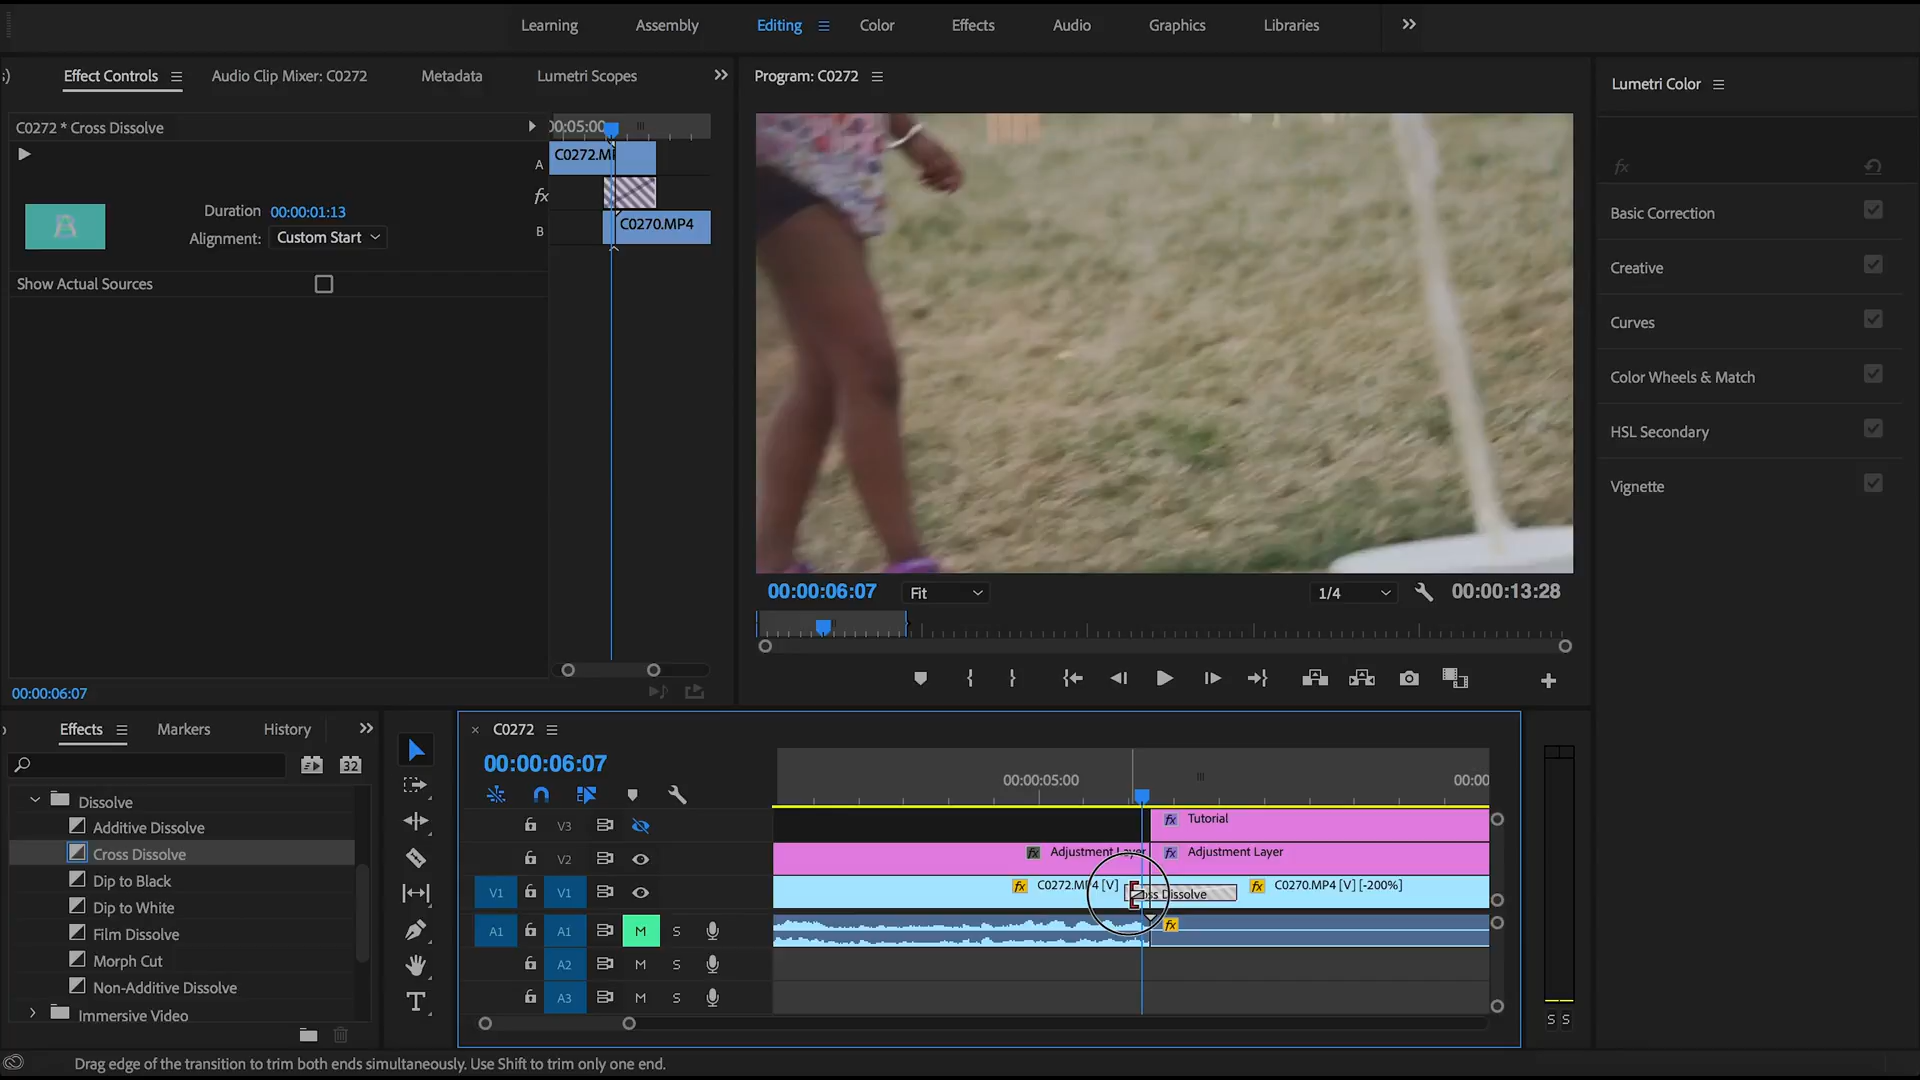 Learning Assembly Editing Color Effects Audio Graphics Libraries
Effect Controls Audio Clip Mixer: C0272 Metadata Lumetri Scopes
Program: C0272
Lumetri Color
C0272 * Cross Dissolve
00:05:00
A
C0272.M
fx
B
C0270.MP4
Duration 00:00:01:13
Alignment: Custom Start
Show Actual Sources
00:00:06:07
fx
Basic Correction
Creative
Curves
Color Wheels & Match
HSL Secondary
Vignette
00:00:06:07 Fit 1/4 00:00:13:28
Effects Markers History
32
Dissolve
Additive Dissolve
Cross Dissolve
Dip to Black
Dip to White
Film Dissolve
Morph Cut
Non-Additive Dissolve
Immersive Video
C0272
00:00:06:07
00:00:05:00 00:00
V3 fx Tutorial
V2 fx Adjustment Layer fx Adjustment Layer
V1 V1 fx C0272.MP4 [V] oss Dissolve fx C0270.MP4 [V] [-200%]
A1 A1 M S fx
A2 M S
A3 M S
S S
Drag edge of the transition to trim both ends simultaneously. Use Shift to trim only one end.